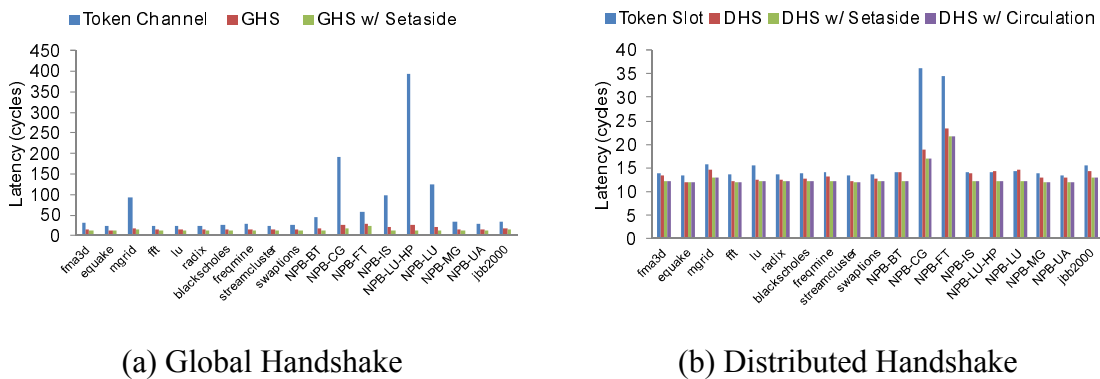 Token Channel GHS GHS w/ Setaside
Latency (cycles)
450
400
350
300
250
200
150
100
50
0
fma3d
equake
mgrid
fft
lu
radix
blackscholes
freqmine
streamcluster
swaptions
NPB-BT
NPB-CG
NPB-FT
NPB-IS
NPB-LU-HP
NPB-LU
NPB-MG
NPB-UA
jbb2000
(a) Global Handshake
Token Slot DHS DHS w/ Setaside DHS w/ Circulation
Latency (cycles)
40
35
30
25
20
15
10
5
0
fma3d
equake
mgrid
fft
lu
radix
blackscholes
freqmine
streamcluster
swaptions
NPB-BT
NPB-CG
NPB-FT
NPB-IS
NPB-LU-HP
NPB-LU
NPB-MG
NPB-UA
jbb2000
(b) Distributed Handshake